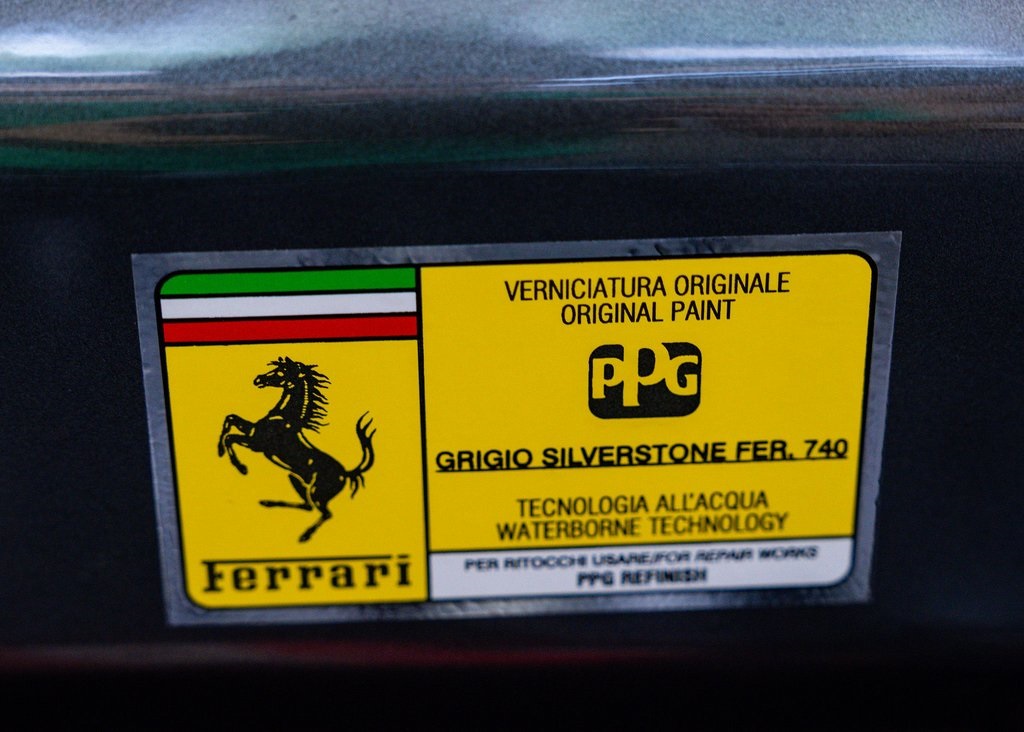 VERNICIATURA ORIGINALE
ORIGINAL PAINT
PPG
GRIGIO SILVERSTONE FER. 740
TECNOLOGIA ALL'ACQUA
WATERBORNE TECHNOLOGY
PER RITOCCHI USARE/FOR REPAIR WORKS
PPG REFINISH
Ferrari